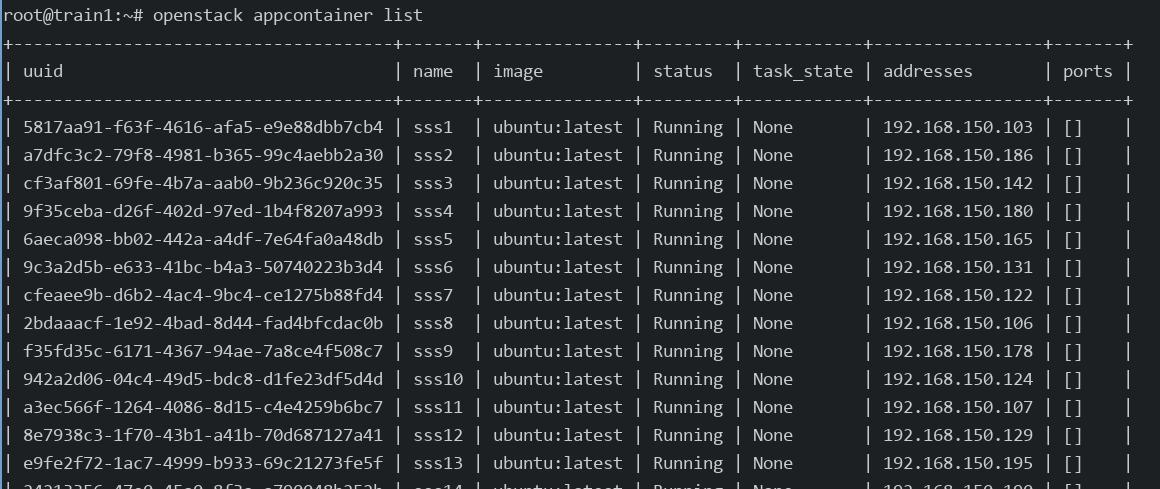 root@train1:~# openstack appcontainer list
+--------------------------------------+-------+---------------+---------+------------+-----------------+-------+
| uuid                                 | name  | image         | status  | task_state | addresses       | ports |
+--------------------------------------+-------+---------------+---------+------------+-----------------+-------+
| 5817aa91-f63f-4616-afa5-e9e88dbb7cb4 | sss1  | ubuntu:latest | Running | None       | 192.168.150.103 | []    |
| a7dfc3c2-79f8-4981-b365-99c4aebb2a30 | sss2  | ubuntu:latest | Running | None       | 192.168.150.186 | []    |
| cf3af801-69fe-4b7a-aab0-9b236c920c35 | sss3  | ubuntu:latest | Running | None       | 192.168.150.142 | []    |
| 9f35ceba-d26f-402d-97ed-1b4f8207a993 | sss4  | ubuntu:latest | Running | None       | 192.168.150.180 | []    |
| 6aeca098-bb02-442a-a4df-7e64fa0a48db | sss5  | ubuntu:latest | Running | None       | 192.168.150.165 | []    |
| 9c3a2d5b-e633-41bc-b4a3-50740223b3d4 | sss6  | ubuntu:latest | Running | None       | 192.168.150.131 | []    |
| cfeaee9b-d6b2-4ac4-9bc4-ce1275b88fd4 | sss7  | ubuntu:latest | Running | None       | 192.168.150.122 | []    |
| 2bdaaacf-1e92-4bad-8d44-fad4bfcdac0b | sss8  | ubuntu:latest | Running | None       | 192.168.150.106 | []    |
| f35fd35c-6171-4367-94ae-7a8ce4f508c7 | sss9  | ubuntu:latest | Running | None       | 192.168.150.178 | []    |
| 942a2d06-04c4-49d5-bdc8-d1fe23df5d4d | sss10 | ubuntu:latest | Running | None       | 192.168.150.124 | []    |
| a3ec566f-1264-4086-8d15-c4e4259b6bc7 | sss11 | ubuntu:latest | Running | None       | 192.168.150.107 | []    |
| 8e7938c3-1f70-43b1-a41b-70d687127a41 | sss12 | ubuntu:latest | Running | None       | 192.168.150.129 | []    |
| e9fe2f72-1ac7-4999-b933-69c21273fe5f | sss13 | ubuntu:latest | Running | None       | 192.168.150.195 | []    |
| sss14 | ubuntu:latest | Running | None       | []    |